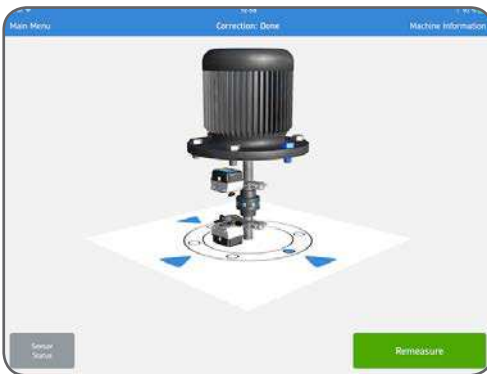 Main Menu
Correction: Done
Machine Information
Sensor
Status
Remeasure